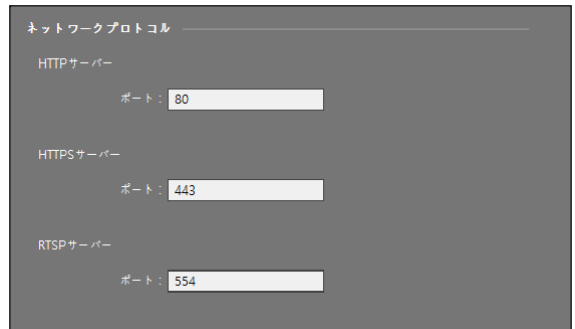 ネットワークプロトコル
HTTPサーバー
ポート： 80
HTTPSサーバー
ポート： 443
RTSPサーバー
ポート： 554